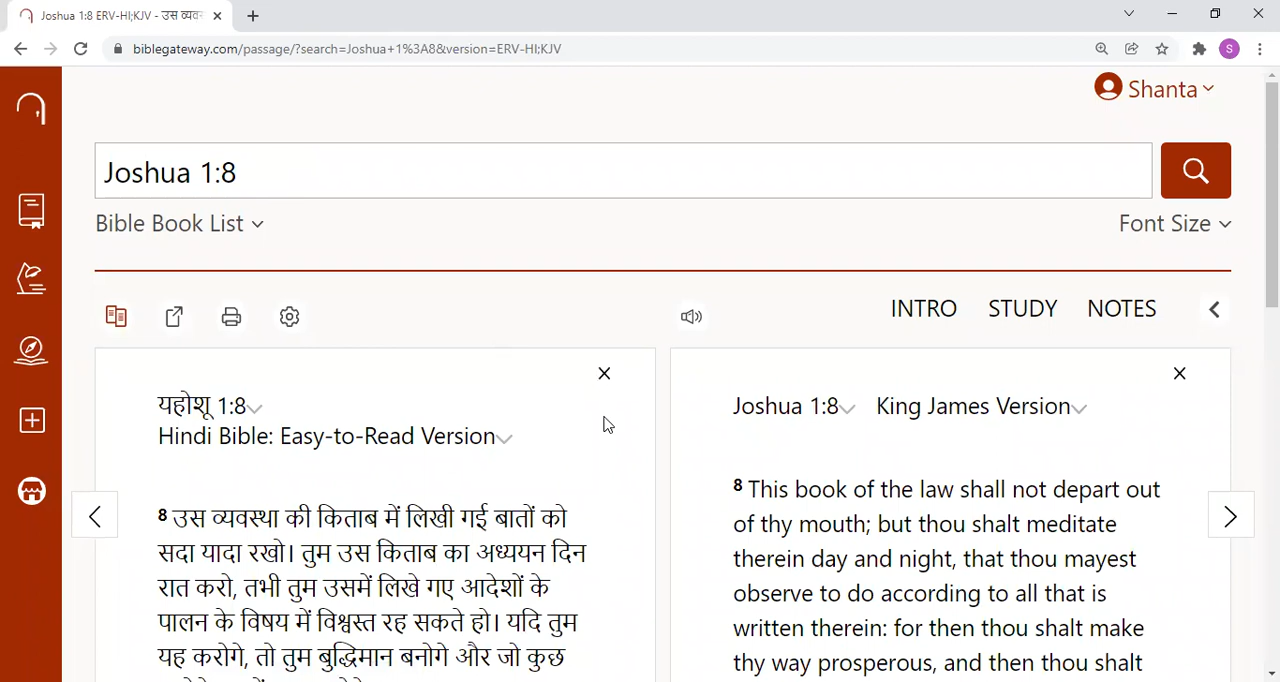 Joshua 1:8 ERV-HI;KJV - उस व्यव
biblegateway.com/passage/?search=Joshua+1%3A8&version=ERV-HI;KJV
S
Shanta
Joshua 1:8
Bible Book List
Font Size
INTRO STUDY NOTES
यहोशू 1:8
Hindi Bible: Easy-to-Read Version
8 उस व्यवस्था की किताब में लिखी गई बातों को
सदा यादा रखो। तुम उस किताब का अध्ययन दिन
रात करो, तभी तुम उसमें लिखे गए आदेशों के
पालन के विषय में विश्वस्त रह सकते हो। यदि तुम
यह करोगे, तो तुम बुद्धिमान बनोगे और जो कुछ
Joshua 1:8 King James Version
8 This book of the law shall not depart out
of thy mouth; but thou shalt meditate
therein day and night, that thou mayest
observe to do according to all that is
written therein: for then thou shalt make
thy way prosperous, and then thou shalt